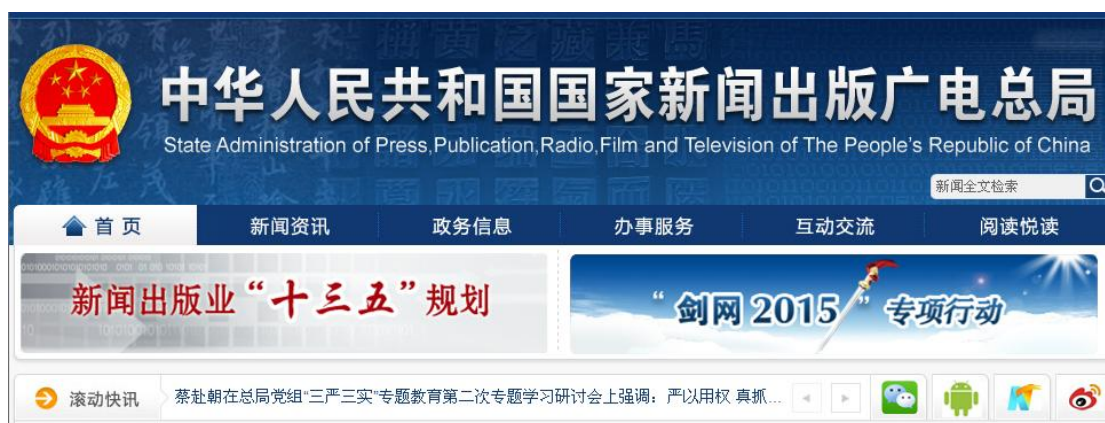 中华人民共和国国家新闻出版广电总局
State Administration of Press,Publication,Radio,Film and Television of The People's Republic of China
新闻全文检索
首 页 新闻资讯 政务信息 办事服务 互动交流 阅读悦读
新闻出版业“十三五”规划
“剑网 2015”专项行动
滚动快讯 蔡赴朝在总局党组“三严三实”专题教育第二次专题学习研讨会上强调：严以用权 真抓...